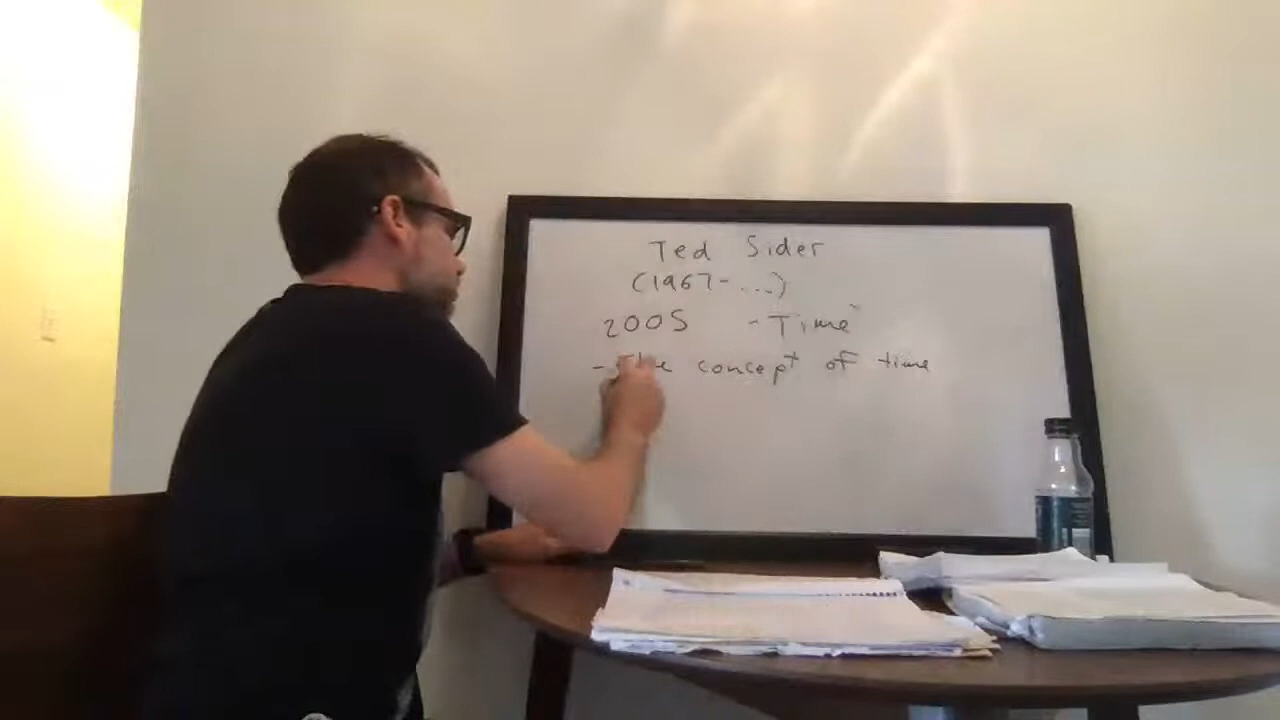 Ted Sider
(1967-...)
2005 - Time"
- The concept of time